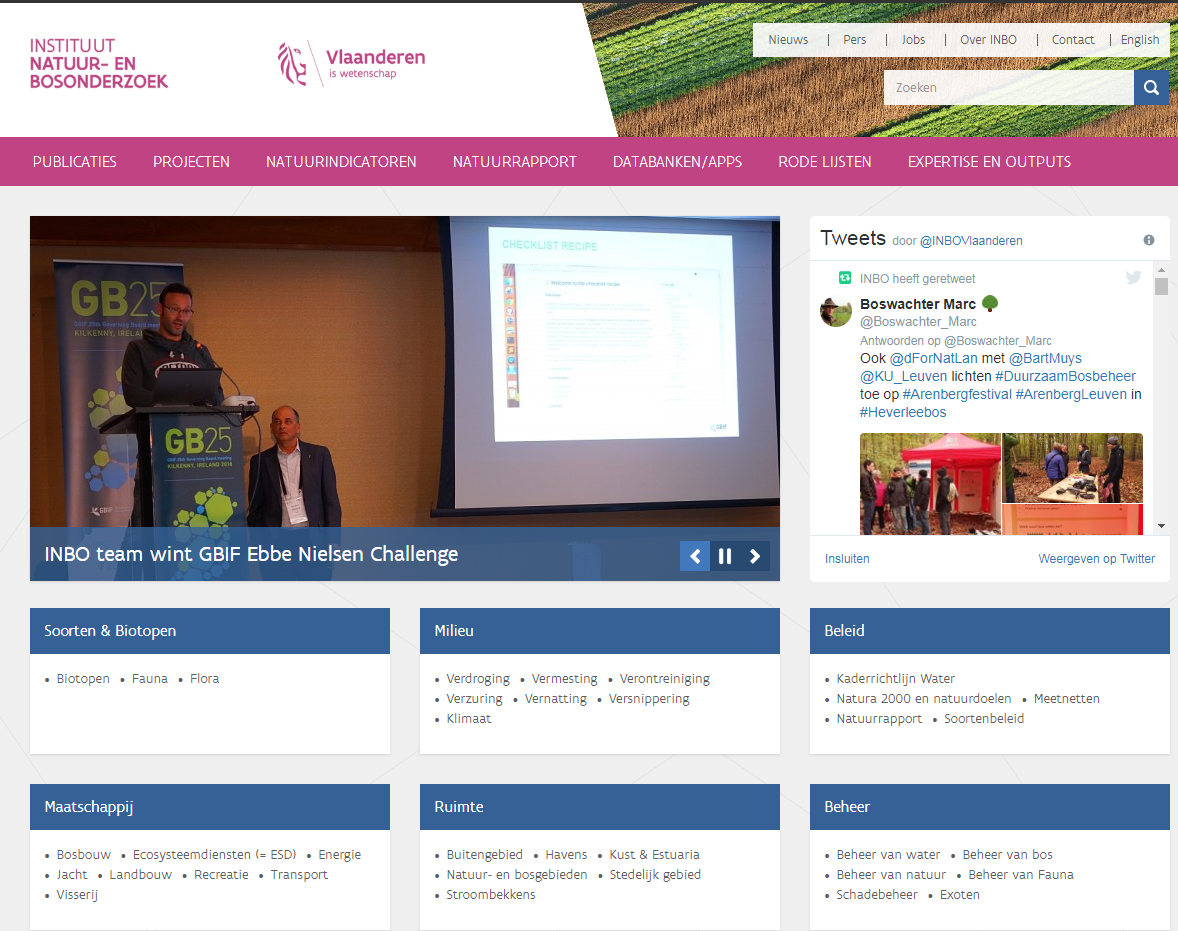 INSTITUUT
NATUUR- EN
BOSONDERZOEK
Vlaanderen
is wetenschap
Nieuws | Pers | Jobs | Over INBO | Contact | English
Zoeken
PUBLICATIES PROJECTEN NATUURINDICATOREN NATUURRAPPORT DATABANKEN/APPS RODE LIJSTEN EXPERTISE EN OUTPUTS
CHECKLIST RECIPE
GB25
KILKENNY, IRELAND
GB25
KILKENNY, IRELAND 2018
GBIF
INBO team wint GBIF Ebbe Nielsen Challenge
Tweets door @INBOVlaanderen
INBO heeft geretweet
Boswachter Marc
@Boswachter_Marc
Antwoorden op @Boswachter_Marc
Ook @dForNatLan met @BartMuys
@KU_Leuven lichten #DuurzaamBosbeheer
toe op #Arenbergfestival #ArenbergLeuven in
#Heverleebos
Insluiten Weergeven op Twitter
Soorten & Biotopen
• Biotopen • Fauna • Flora
Milieu
• Verdroging • Vermesting • Verontreiniging
• Verzuring • Vernatting • Versnippering
• Klimaat
Beleid
• Kaderrichtlijn Water
• Natura 2000 en natuurdoelen • Meetnetten
• Natuurrapport • Soortenbeleid
Maatschappij
• Bosbouw • Ecosysteemdiensten (= ESD) • Energie
• Jacht • Landbouw • Recreatie • Transport
• Visserij
Ruimte
• Buitengebied • Havens • Kust & Estuaria
• Natuur- en bosgebieden • Stedelijk gebied
• Stroombekkens
Beheer
• Beheer van water • Beheer van bos
• Beheer van natuur • Beheer van Fauna
• Schadebeheer • Exoten